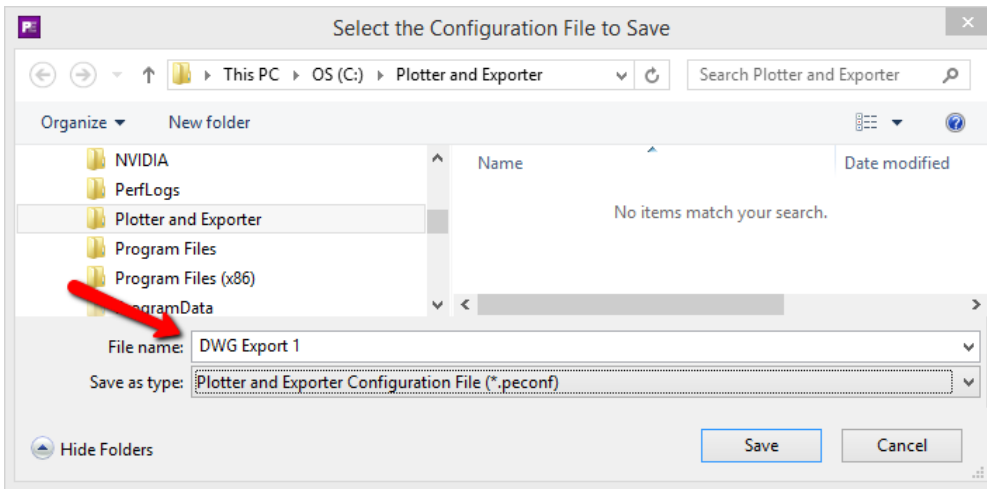 PE
Select the Configuration File to Save
This PC OS (C:) Plotter and Exporter
Search Plotter and Exporter
Organize
New folder
Name
Date modified
NVIDIA
PerfLogs
Plotter and Exporter
No items match your search.
Program Files
Program Files (x86)
ogramData
File name: DWG Export 1
Save as type: Plotter and Exporter Configuration File (*.peconf)
Hide Folders
Save
Cancel